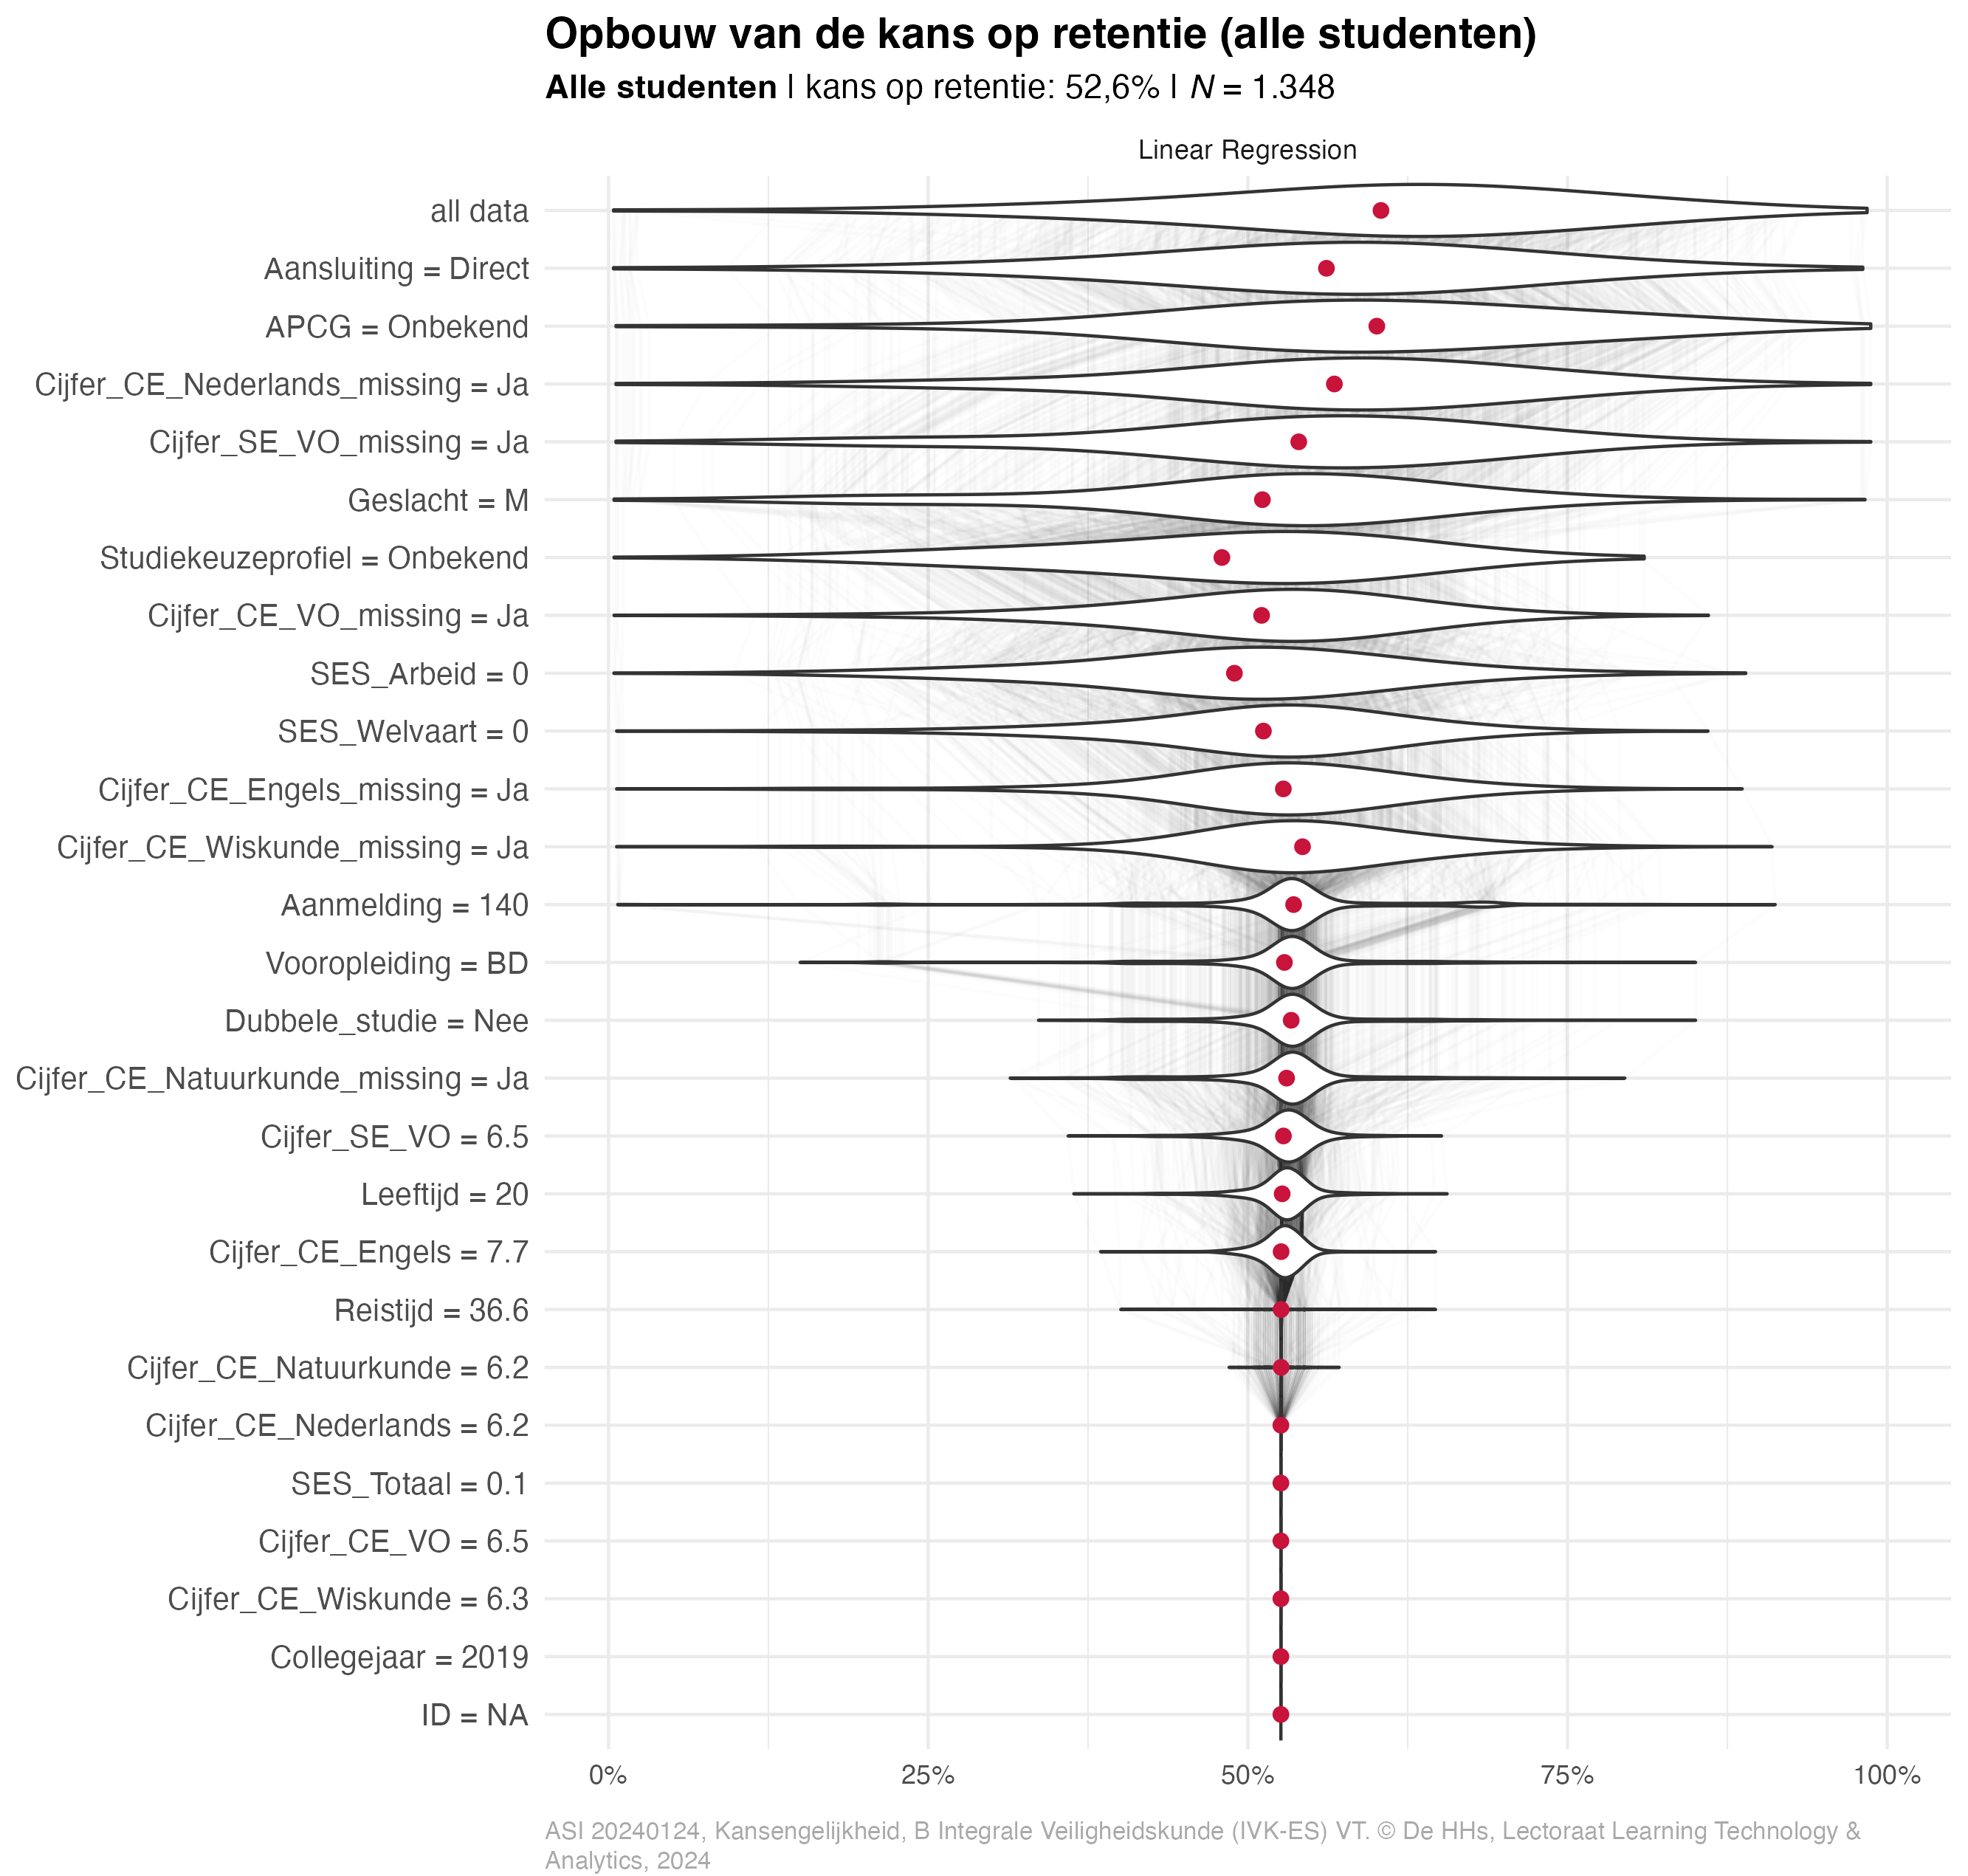 Opbouw van de kans op retentie (alle studenten)
Alle studenten | kans op retentie: 52,6% | N = 1.348
Linear Regression
all data
Aansluiting = Direct
APCG = Onbekend
Cijfer_CE_Nederlands_missing = Ja
Cijfer_SE_VO_missing = Ja
Geslacht = M
Studiekeuzeprofiel = Onbekend
Cijfer_CE_VO_missing = Ja
SES_Arbeid = 0
SES_Welvaart = 0
Cijfer_CE_Engels_missing = Ja
Cijfer_CE_Wiskunde_missing = Ja
Aanmelding = 140
Vooropleiding = BD
Dubbele_studie = Nee
Cijfer_CE_Natuurkunde_missing = Ja
Cijfer_SE_VO = 6.5
Leeftijd = 20
Cijfer_CE_Engels = 7.7
Reistijd = 36.6
Cijfer_CE_Natuurkunde = 6.2
Cijfer_CE_Nederlands = 6.2
SES_Totaal = 0.1
Cijfer_CE_VO = 6.5
Cijfer_CE_Wiskunde = 6.3
Collegejaar = 2019
ID = NA
0% 25% 50% 75% 100%
ASI 20240124, Kansengelijkheid, B Integrale Veiligheidskunde (IVK-ES) VT. © De HHs, Lectoraat Learning Technology &
Analytics, 2024